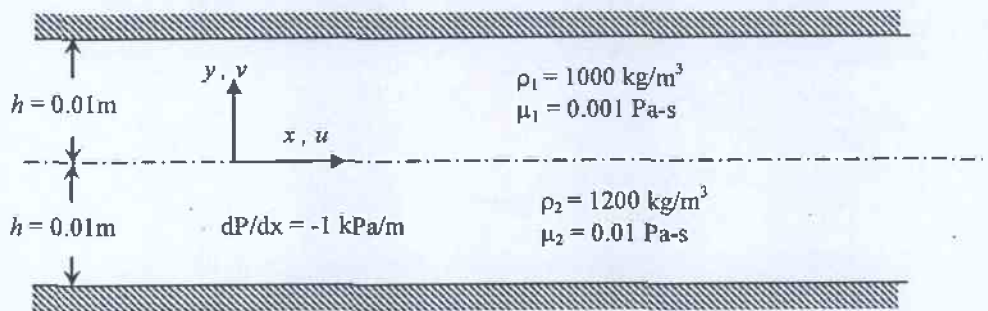 h = 0.01m
y , v
x , u
ρ₁ = 1000 kg/m³
μ₁ = 0.001 Pa-s
h = 0.01m
dP/dx = -1 kPa/m
ρ₂ = 1200 kg/m³
μ₂ = 0.01 Pa-s